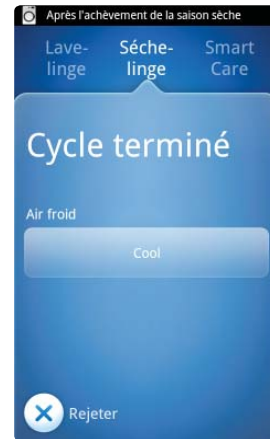 Après l'achèvement de la saison sèche
Lave-
linge
Séche-
linge
Smart
Care
Cycle terminé
Air froid
Cool
Rejeter